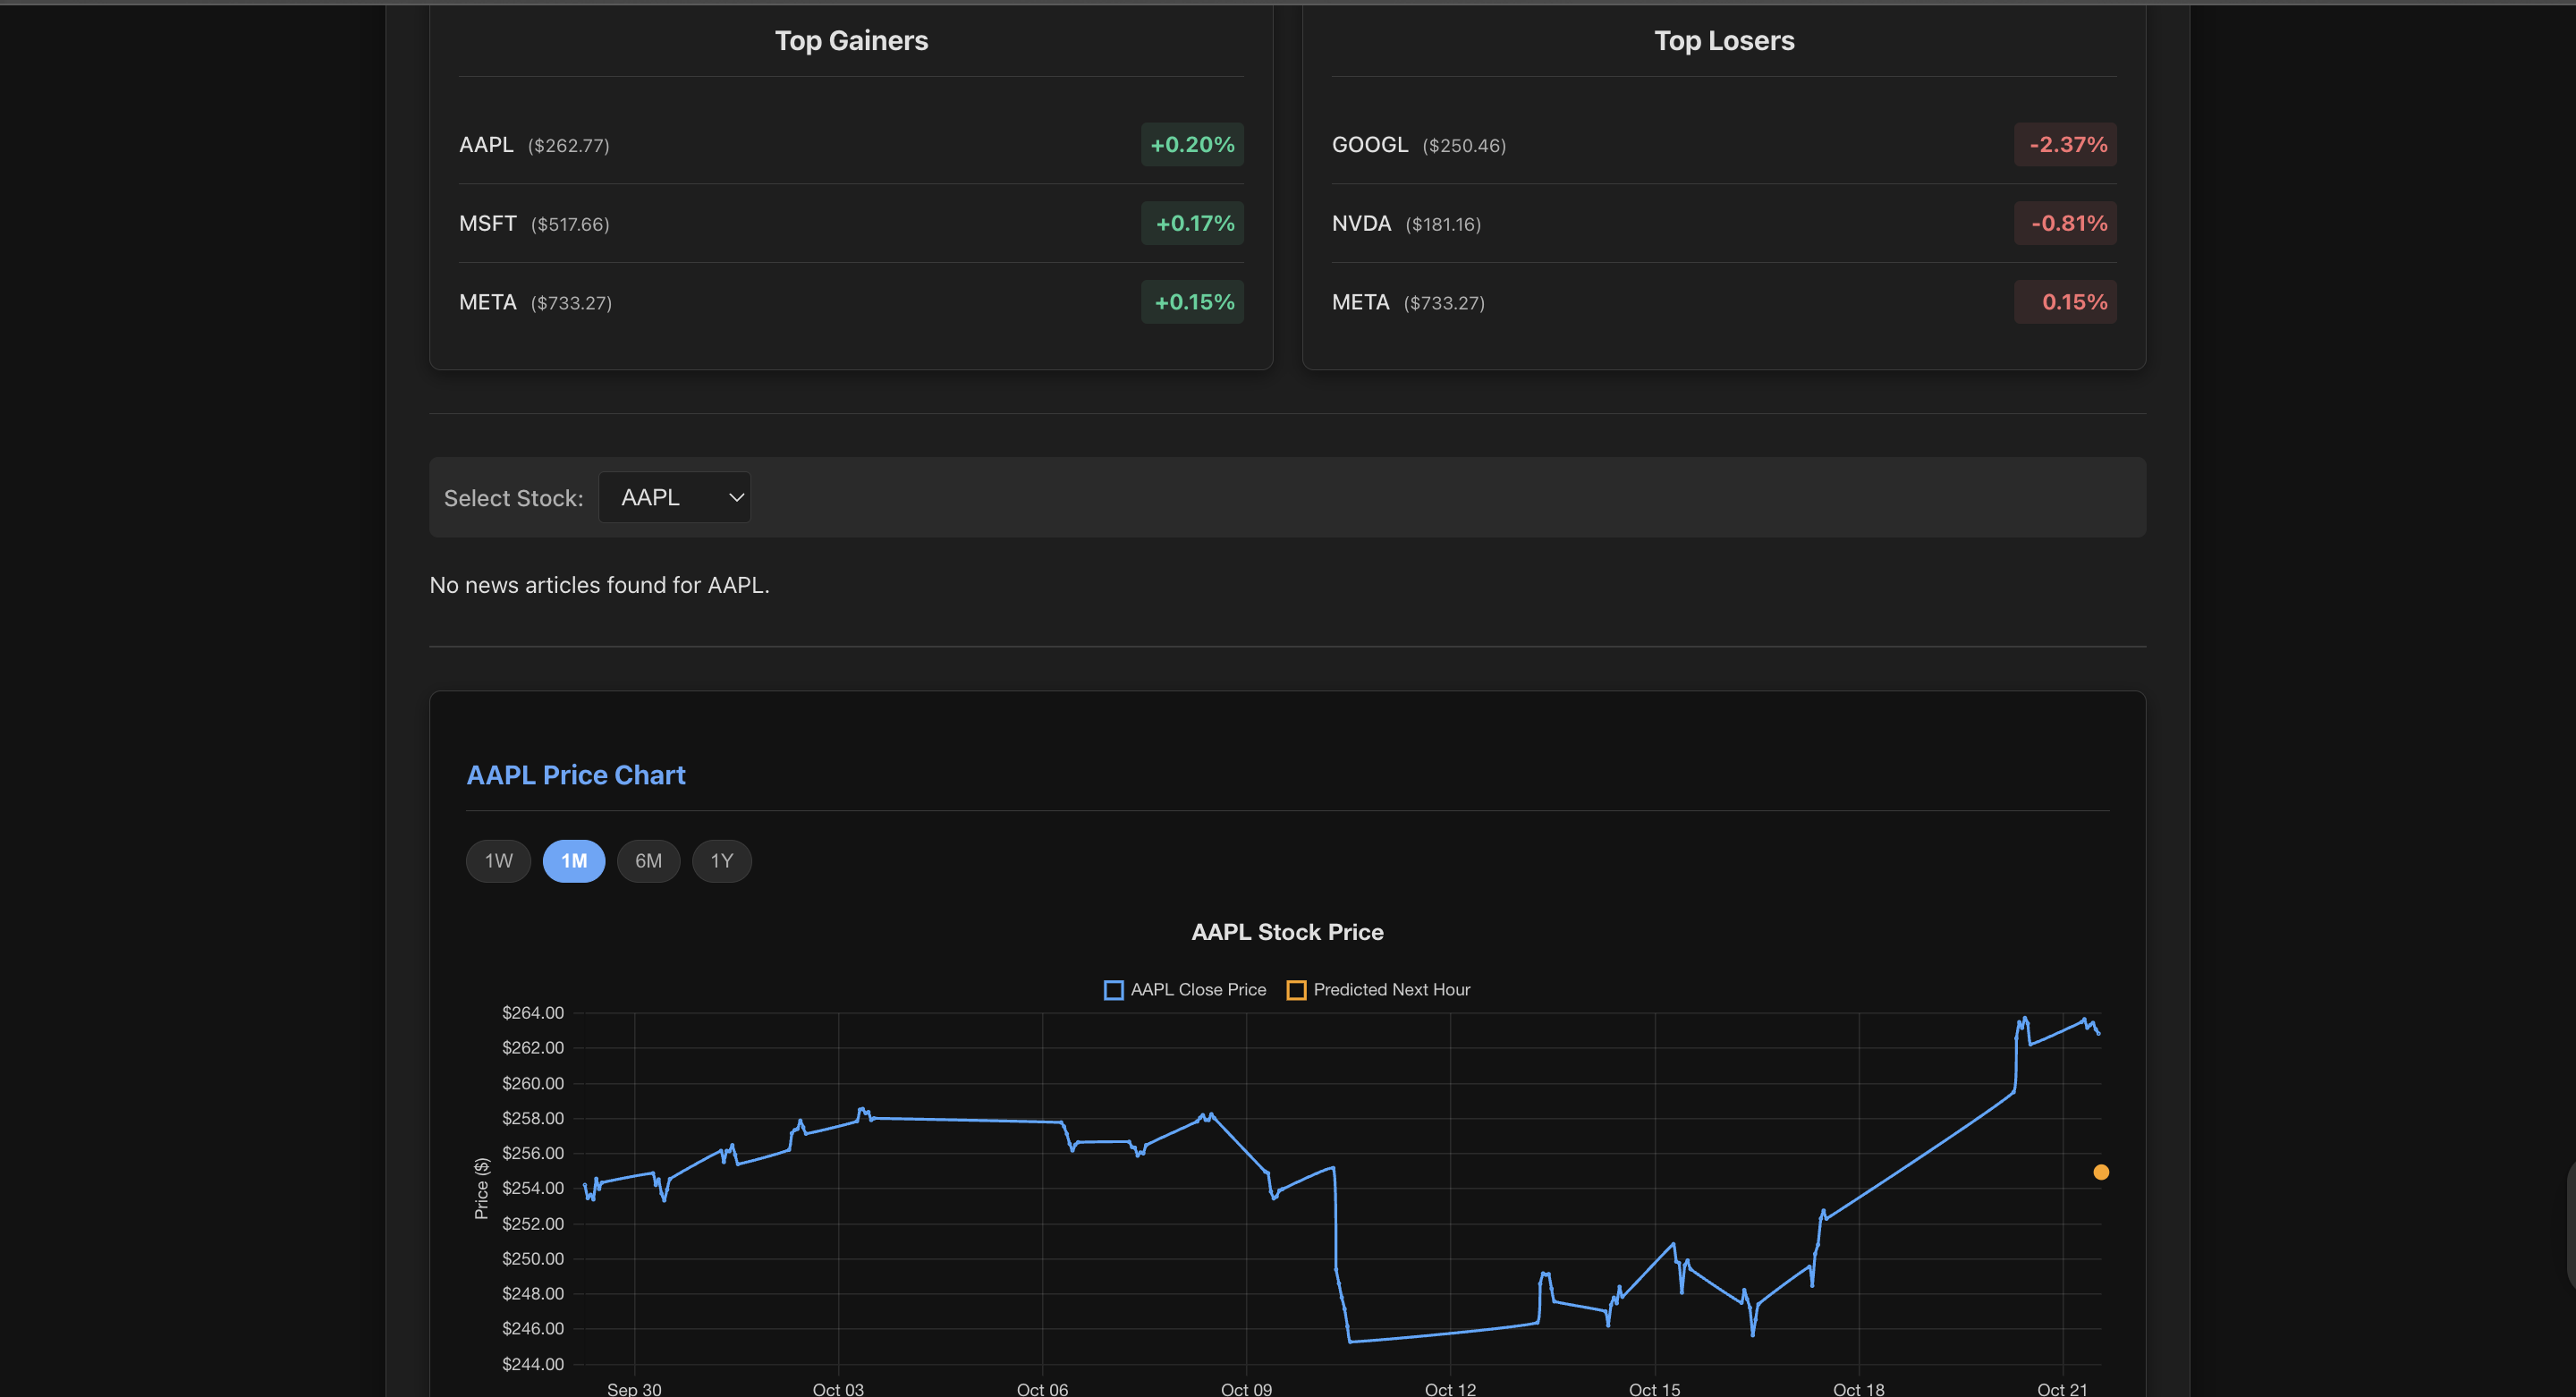 Top Gainers
AAPL ($262.77) +0.20%
MSFT ($517.66) +0.17%
META ($733.27) +0.15%
Top Losers
GOOGL ($250.46) -2.37%
NVDA ($181.16) -0.81%
META ($733.27) 0.15%
Select Stock: AAPL
No news articles found for AAPL.
AAPL Price Chart
1W 1M 6M 1Y
AAPL Stock Price
AAPL Close Price Predicted Next Hour
Price ($)
$264.00
$262.00
$260.00
$258.00
$256.00
$254.00
$252.00
$250.00
$248.00
$246.00
$244.00
Sep 30 Oct 03 Oct 06 Oct 09 Oct 12 Oct 15 Oct 18 Oct 21